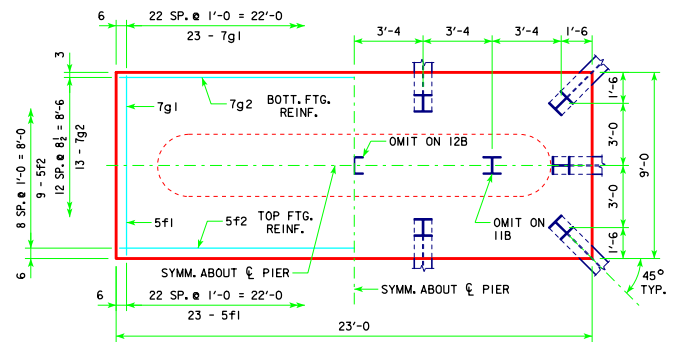 6
22 SP. @ 1'-0 = 22'-0
23 - 7g1
3'-4
3'-4
3'-4
1'-6
3
12 SP. @ 8 1/2 = 8'-6
13 - 7g2
8 SP. @ 1'-0 = 8'-0
9 - 5f2
6
7g1
7g2
BOTT. FTG.
REINF.
OMIT ON 12B
OMIT ON
11B
5f1
5f2
TOP FTG.
REINF.
SYMM. ABOUT ℄ PIER
SYMM. ABOUT ℄ PIER
1'-6
3'-0
3'-0
1'-6
9'-0
45°
TYP.
6
22 SP. @ 1'-0 = 22'-0
23 - 5f1
23'-0